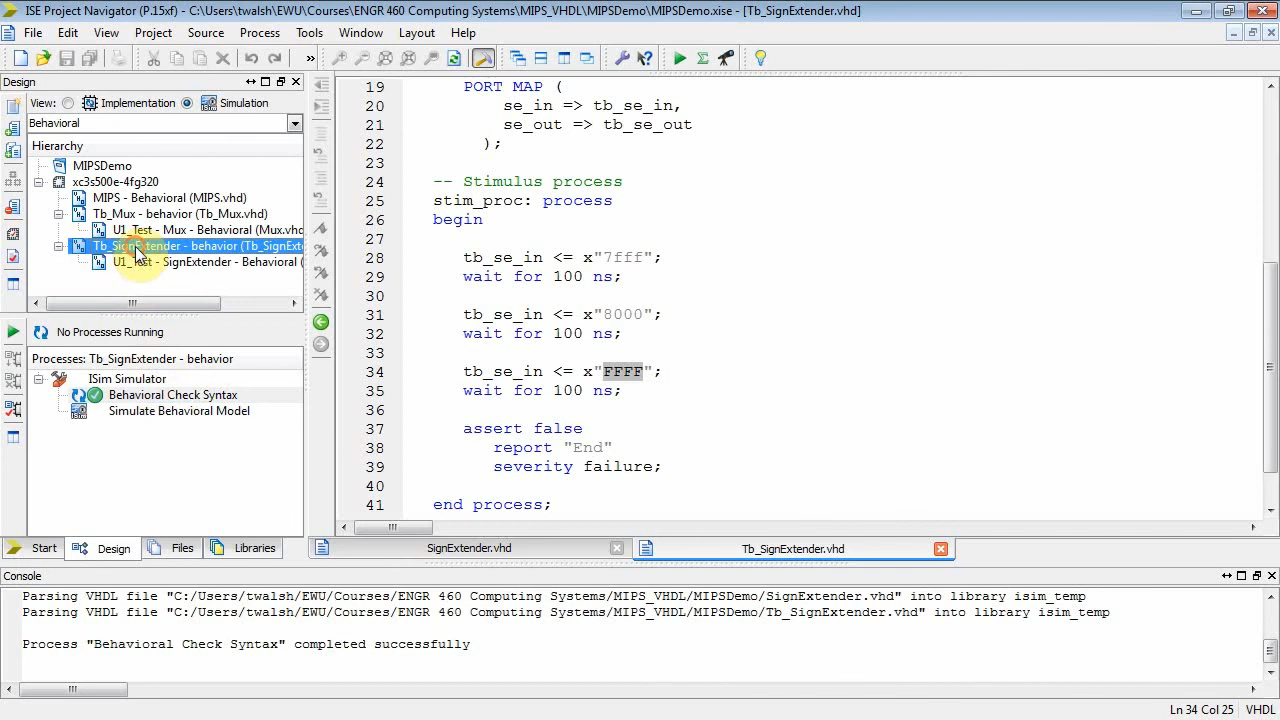 ISE Project Navigator (P.15xf) - C:\Users\twalsh\EWU\Courses\ENGR 460 Computing Systems\MIPS_VHDL\MIPSDemo\MIPSDemo.xise - [Tb_SignExtender.vhd]
File Edit View Project Source Process Tools Window Layout Help
Design
View: Implementation Simulation
Behavioral
Hierarchy
MIPSDemo
xc3s500e-4fg320
MIPS - Behavioral (MIPS.vhd)
Tb_Mux - behavior (Tb_Mux.vhd)
U1_Test - Mux - Behavioral (Mux.vhd
Tb_SignExtender - behavior (Tb_SignExte
U1_Test - SignExtender - Behavioral (
No Processes Running
Processes: Tb_SignExtender - behavior
ISim Simulator
Behavioral Check Syntax
Simulate Behavioral Model
Start Design Files Libraries
19 PORT MAP (
20 se_in => tb_se_in,
21 se_out => tb_se_out
22 );
23
24 -- Stimulus process
25 stim_proc: process
26 begin
27
28 tb_se_in <= x"7fff";
29 wait for 100 ns;
30
31 tb_se_in <= x"8000";
32 wait for 100 ns;
33
34 tb_se_in <= x"FFFF";
35 wait for 100 ns;
36
37 assert false
38 report "End"
39 severity failure;
40
41 end process;
SignExtender.vhd Tb_SignExtender.vhd
Console
Parsing VHDL file "C:/Users/twalsh/EWU/Courses/ENGR 460 Computing Systems/MIPS_VHDL/MIPSDemo/SignExtender.vhd" into library isim_temp
Parsing VHDL file "C:/Users/twalsh/EWU/Courses/ENGR 460 Computing Systems/MIPS_VHDL/MIPSDemo/Tb_SignExtender.vhd" into library isim_temp
Process "Behavioral Check Syntax" completed successfully
Ln 34 Col 25 VHDL